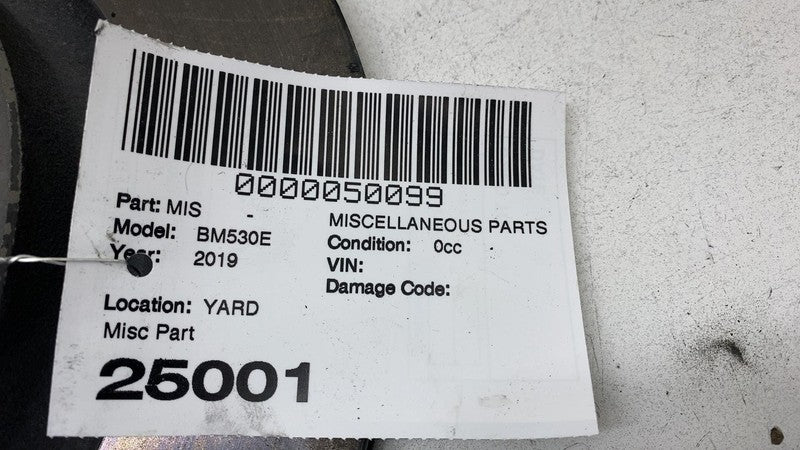 0000050099
Part: MIS - MISCELLANEOUS PARTS
Model: BM530E Condition: 0cc
Year: 2019 VIN:
Damage Code:
Location: YARD
Misc Part
25001